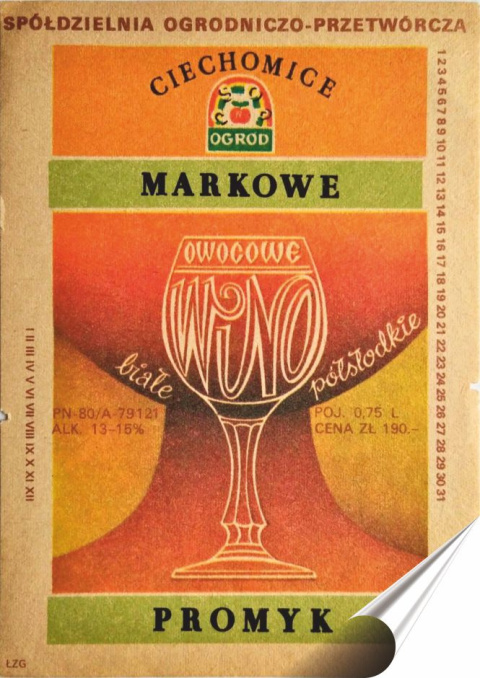 SPÓŁDZIELNIA OGRODNICZO-PRZETWÓRCZA
CIECHOMICE
CSOP
OGRÓD
MARKOWE
OWOCOWE
WINO
białe
półsłodkie
PN-80/A-79121
ALK. 13-15%
POJ. 0,75 L
CENA ZŁ 190.-
PROMYK
I II III IV V VI VII VIII IX X XI XII
1 2 3 4 5 6 7 8 9 10 11 12 13 14 15 16 17 18 19 20 21 22 23 24 25 26 27 28 29 30 31
ŁZG